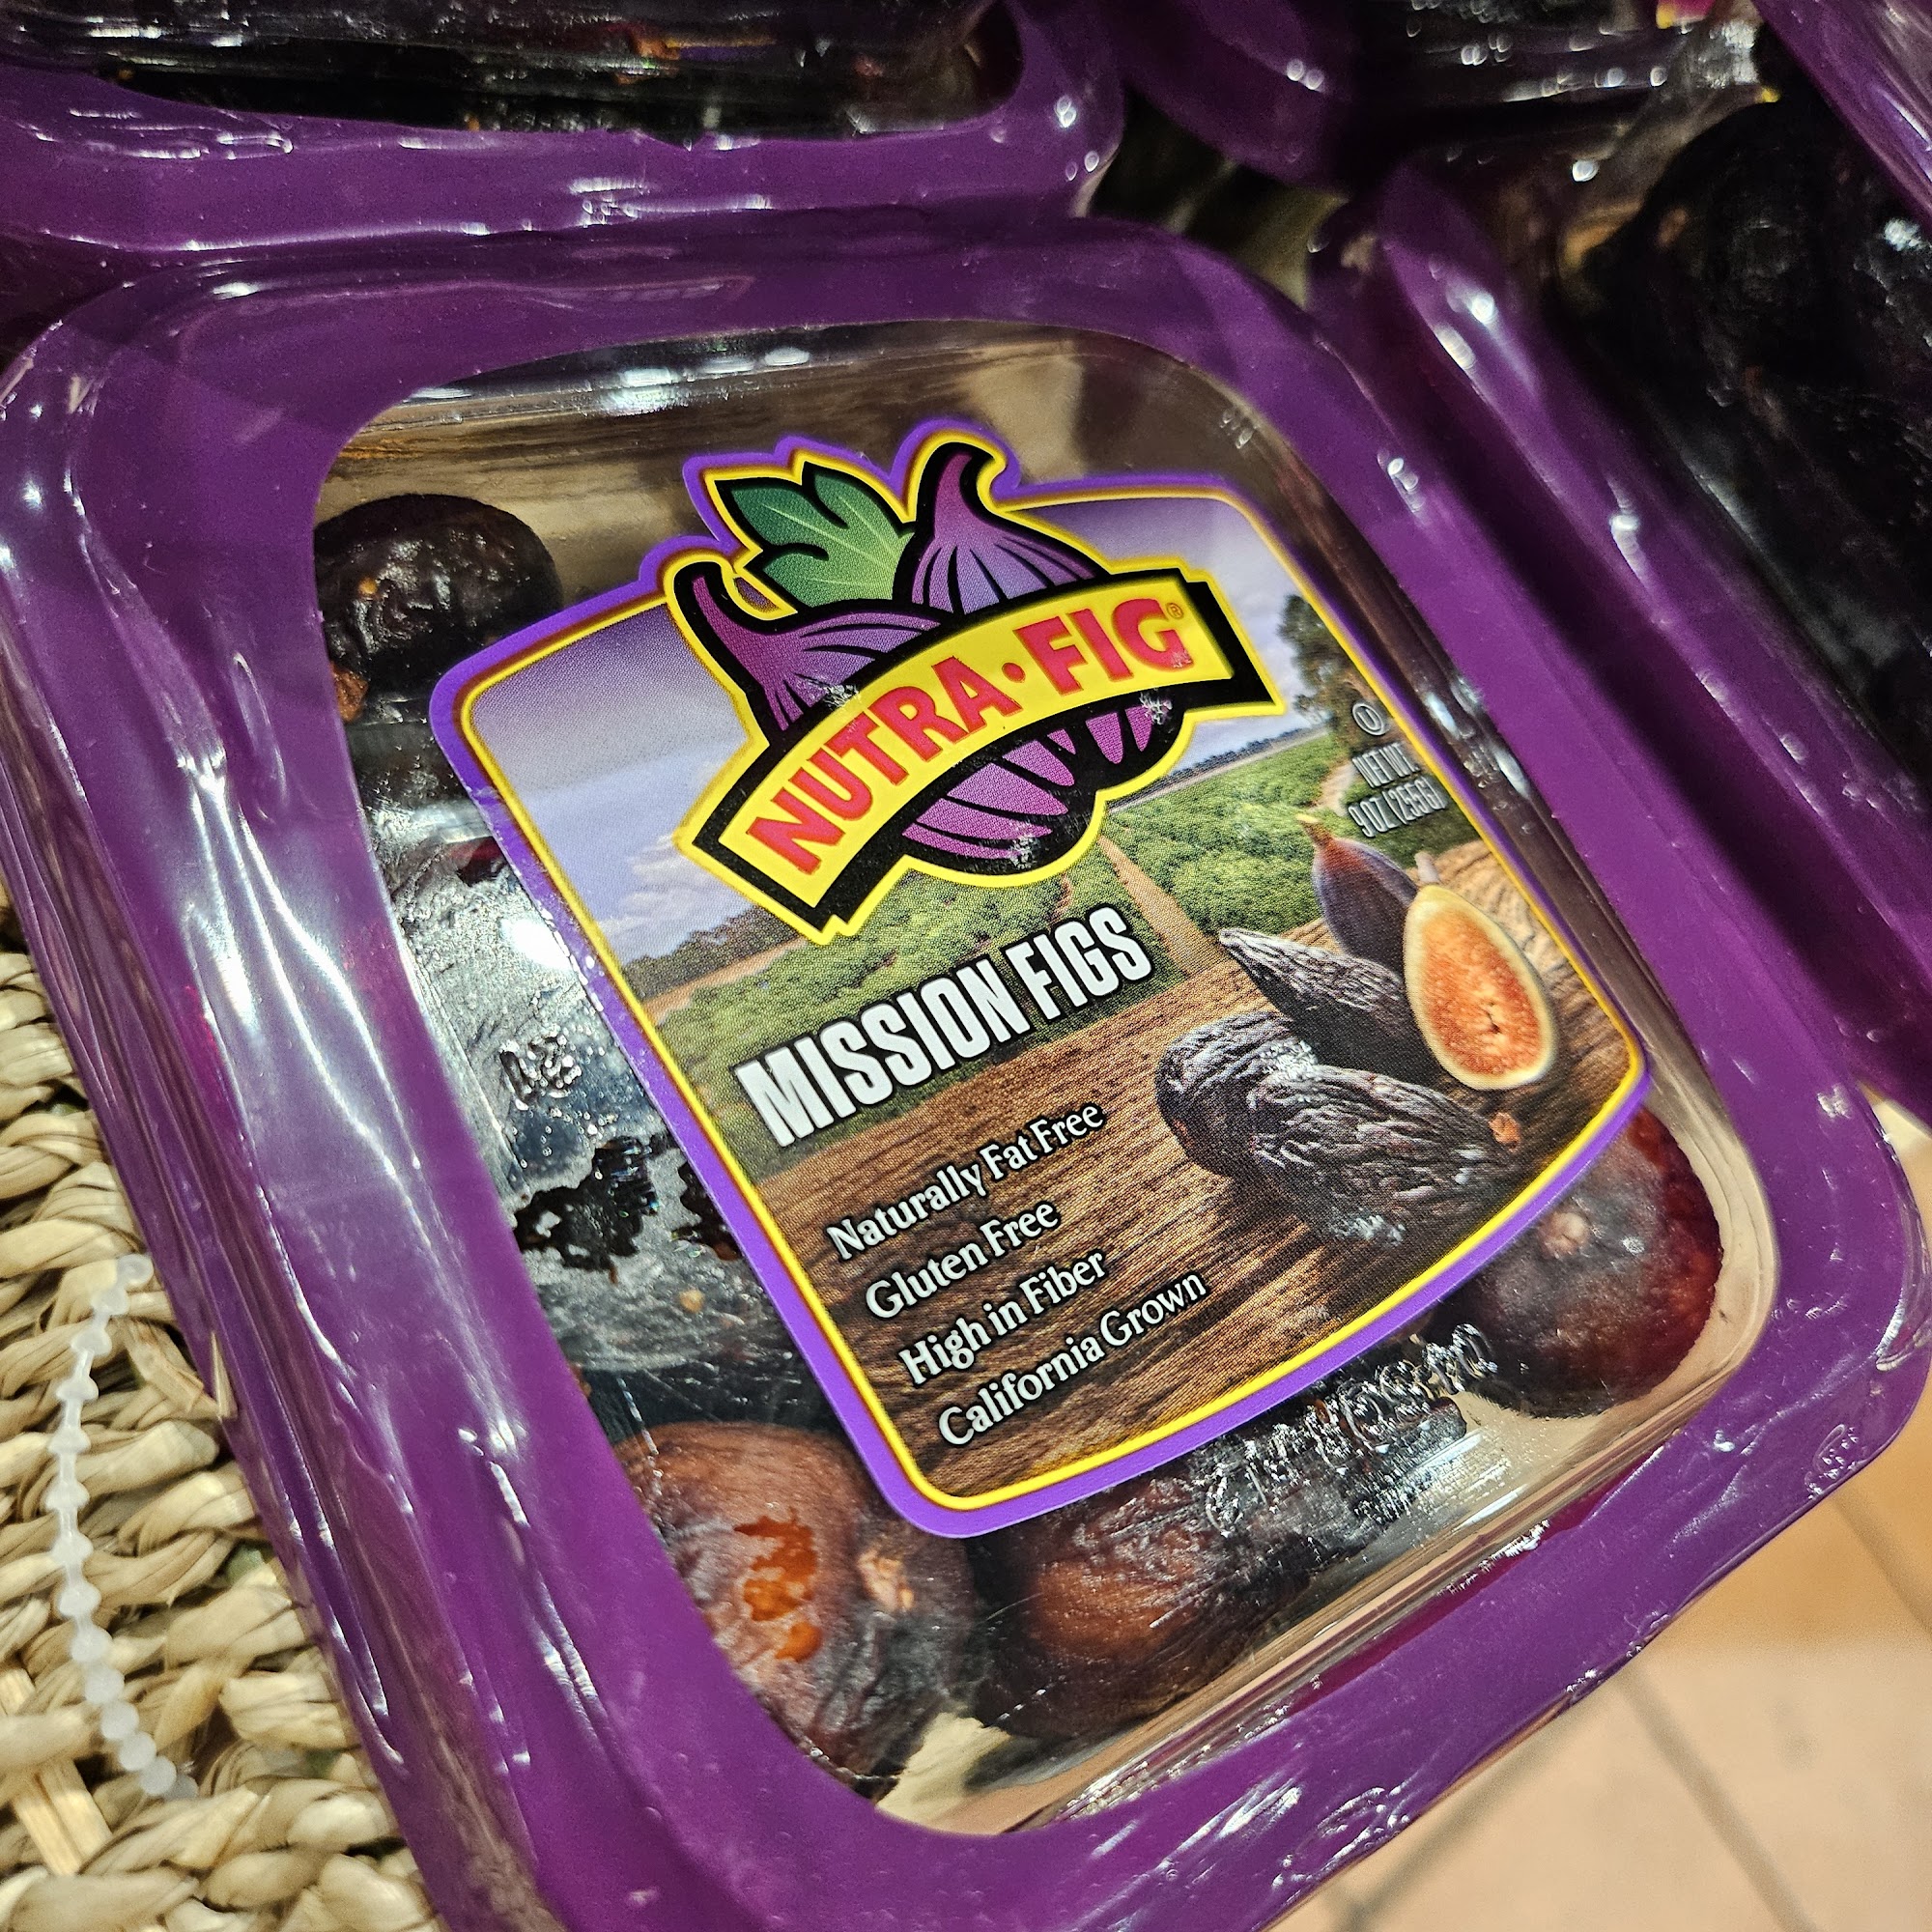 NUTRA·FIG®
U
NET WT.
9 OZ (255G)
MISSION FIGS
Naturally Fat Free
Gluten Free
High in Fiber
California Grown